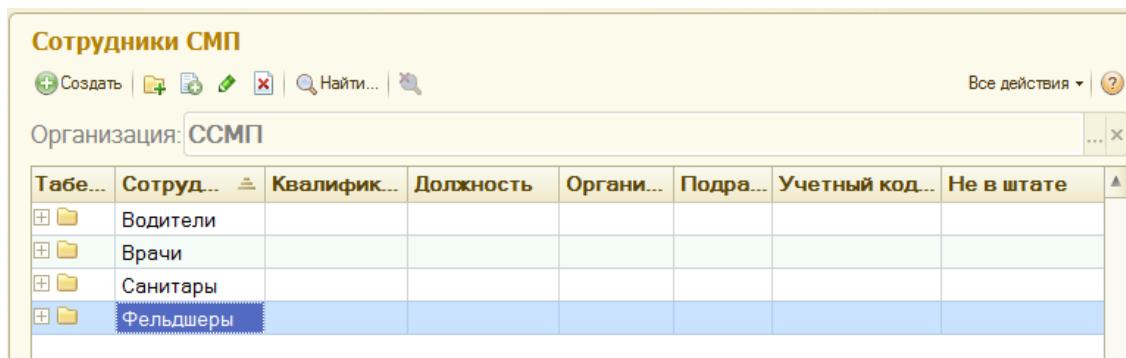 Сотрудники СМП
Создать Найти... Все действия ?
Организация: ССМП ... ×
Табе... Сотруд... Квалифик... Должность Органи... Подра... Учетный код... Не в штате
Водители
Врачи
Санитары
Фельдшеры